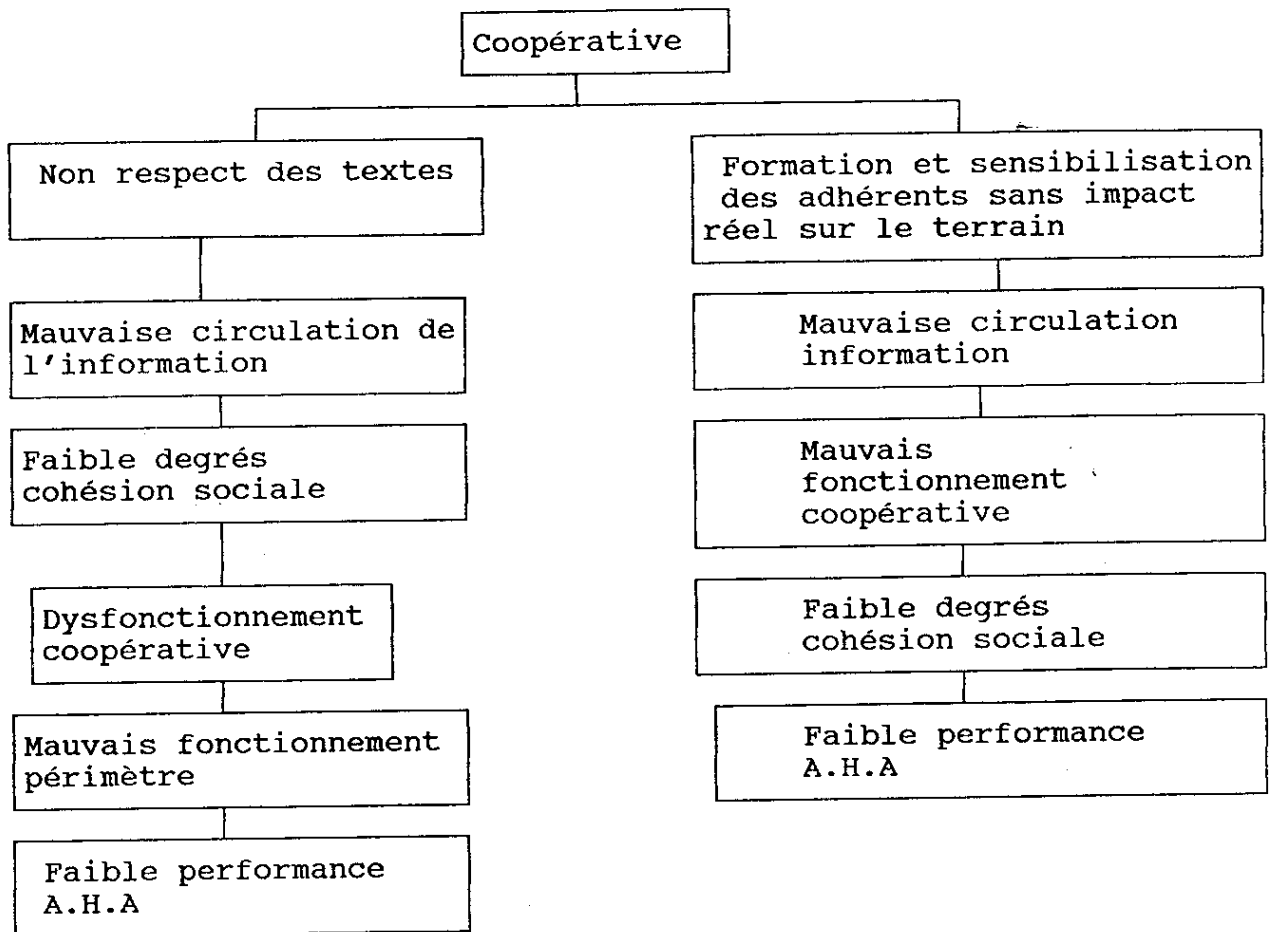 Coopérative
Non respect des textes
Mauvaise circulation de
l'information
Faible degrés
cohésion sociale
Dysfonctionnement
coopérative
Mauvais fonctionnement
périmètre
Faible performance
A.H.A
Formation et sensibilisation
des adhérents sans impact
réel sur le terrain
Mauvaise circulation
information
Mauvais
fonctionnement
coopérative
Faible degrés
cohésion sociale
Faible performance
A.H.A